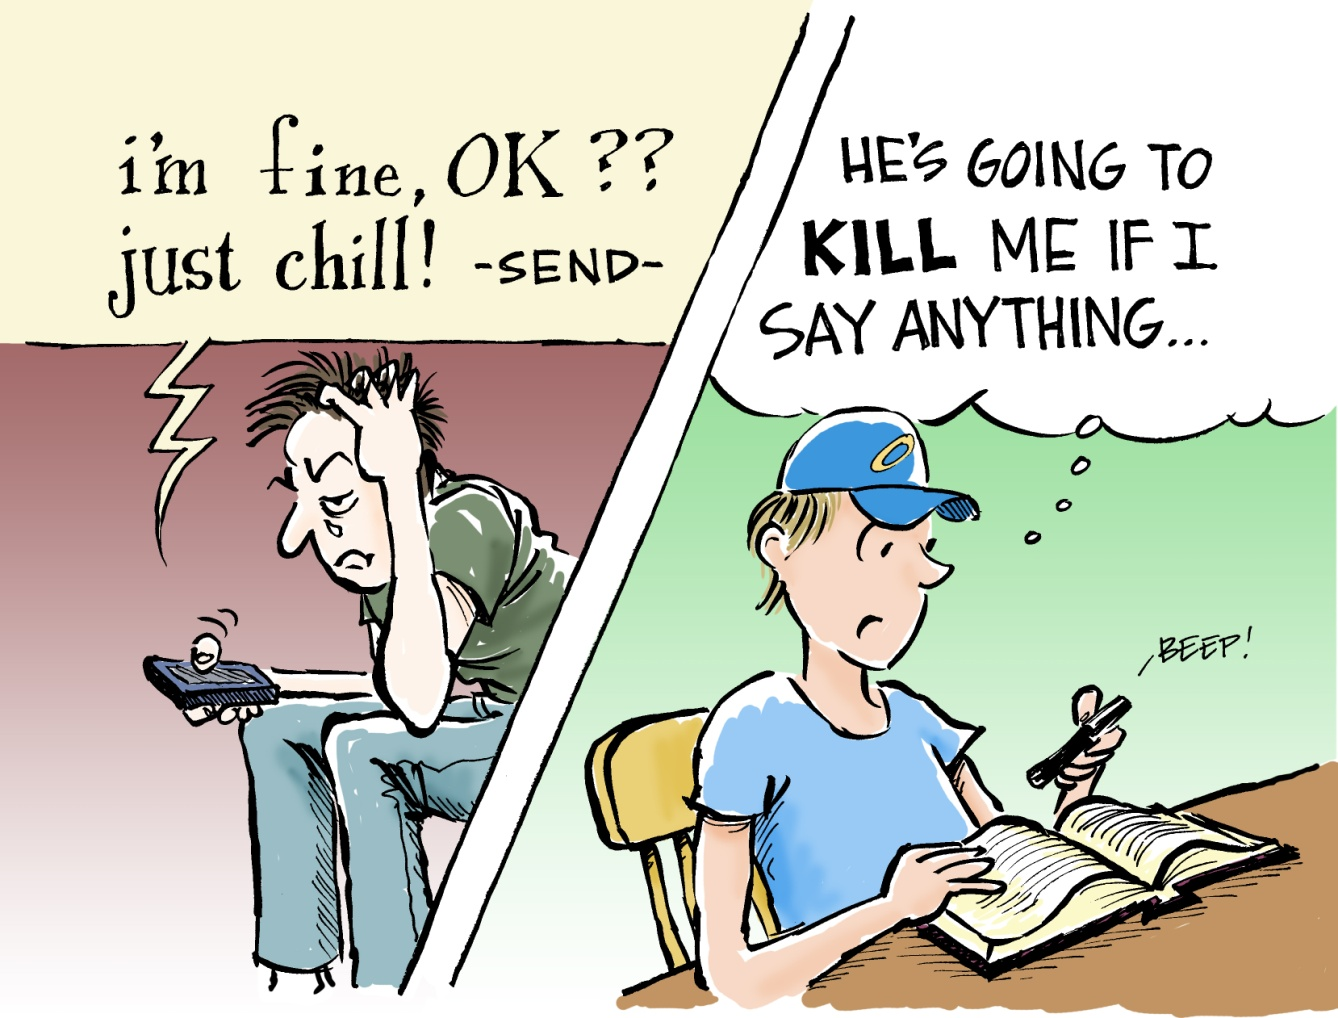 i'm fine, OK ??
just chill! -SEND-
HE'S GOING TO
KILL ME IF I
SAY ANYTHING...
BEEP!